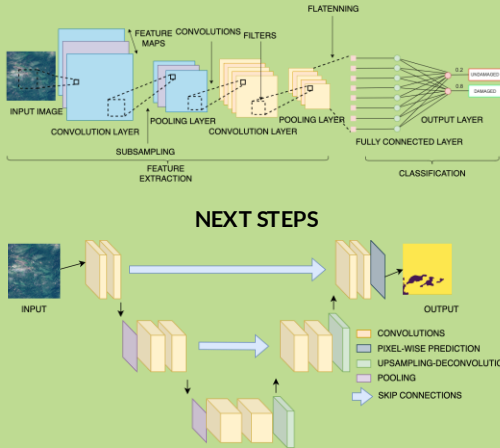 FLATENNING
FEATURE
MAPS
CONVOLUTIONS
FILTERS
0.2
UNDAMAGED
0.8
DAMAGED
INPUT IMAGE
CONVOLUTION LAYER
POOLING LAYER
CONVOLUTION LAYER
POOLING LAYER
OUTPUT LAYER
FULLY CONNECTED LAYER
SUBSAMPLING
FEATURE
EXTRACTION
CLASSIFICATION
NEXT STEPS
INPUT
OUTPUT
CONVOLUTIONS
PIXEL-WISE PREDICTION
UPSAMPLING-DECONVOLUTIO
POOLING
SKIP CONNECTIONS